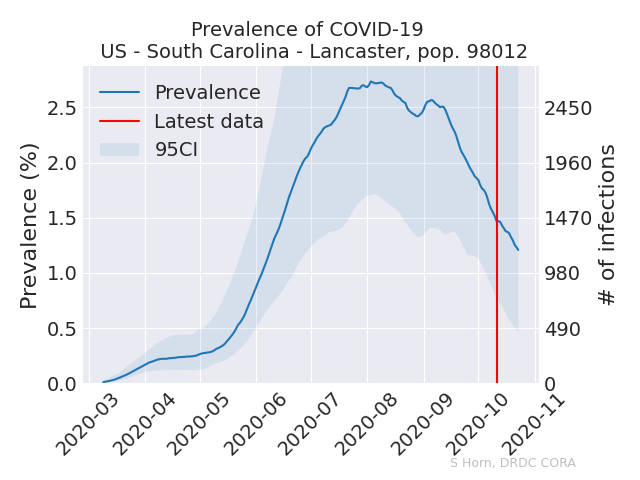 Prevalence of COVID-19
US - South Carolina - Lancaster, pop. 98012
Prevalence
Latest data
95CI
Prevalence (%)
2.5
2.0
1.5
1.0
0.5
0.0
2450
1960
1470
980
490
0
# of infections
2020-03
2020-04
2020-05
2020-06
2020-07
2020-08
2020-09
2020-10
2020-11
S Horn, DRDC CORA